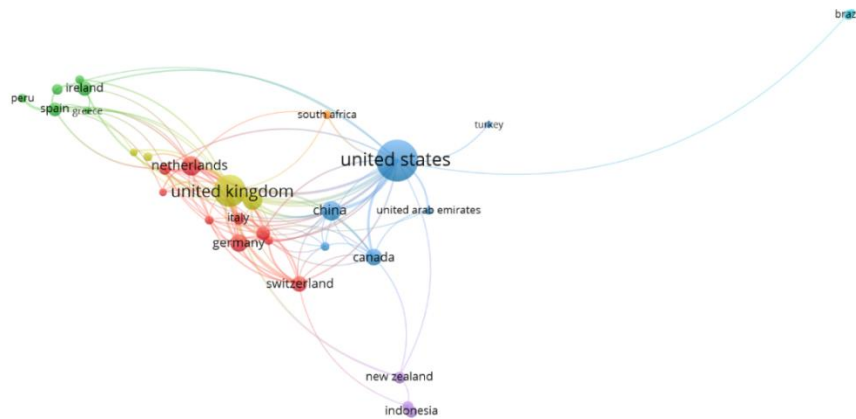 braz
ireland
peru
spain
greece
south africa
turkey
united states
netherlands
united kingdom
china
united arab emirates
italy
germany
canada
switzerland
new zealand
indonesia